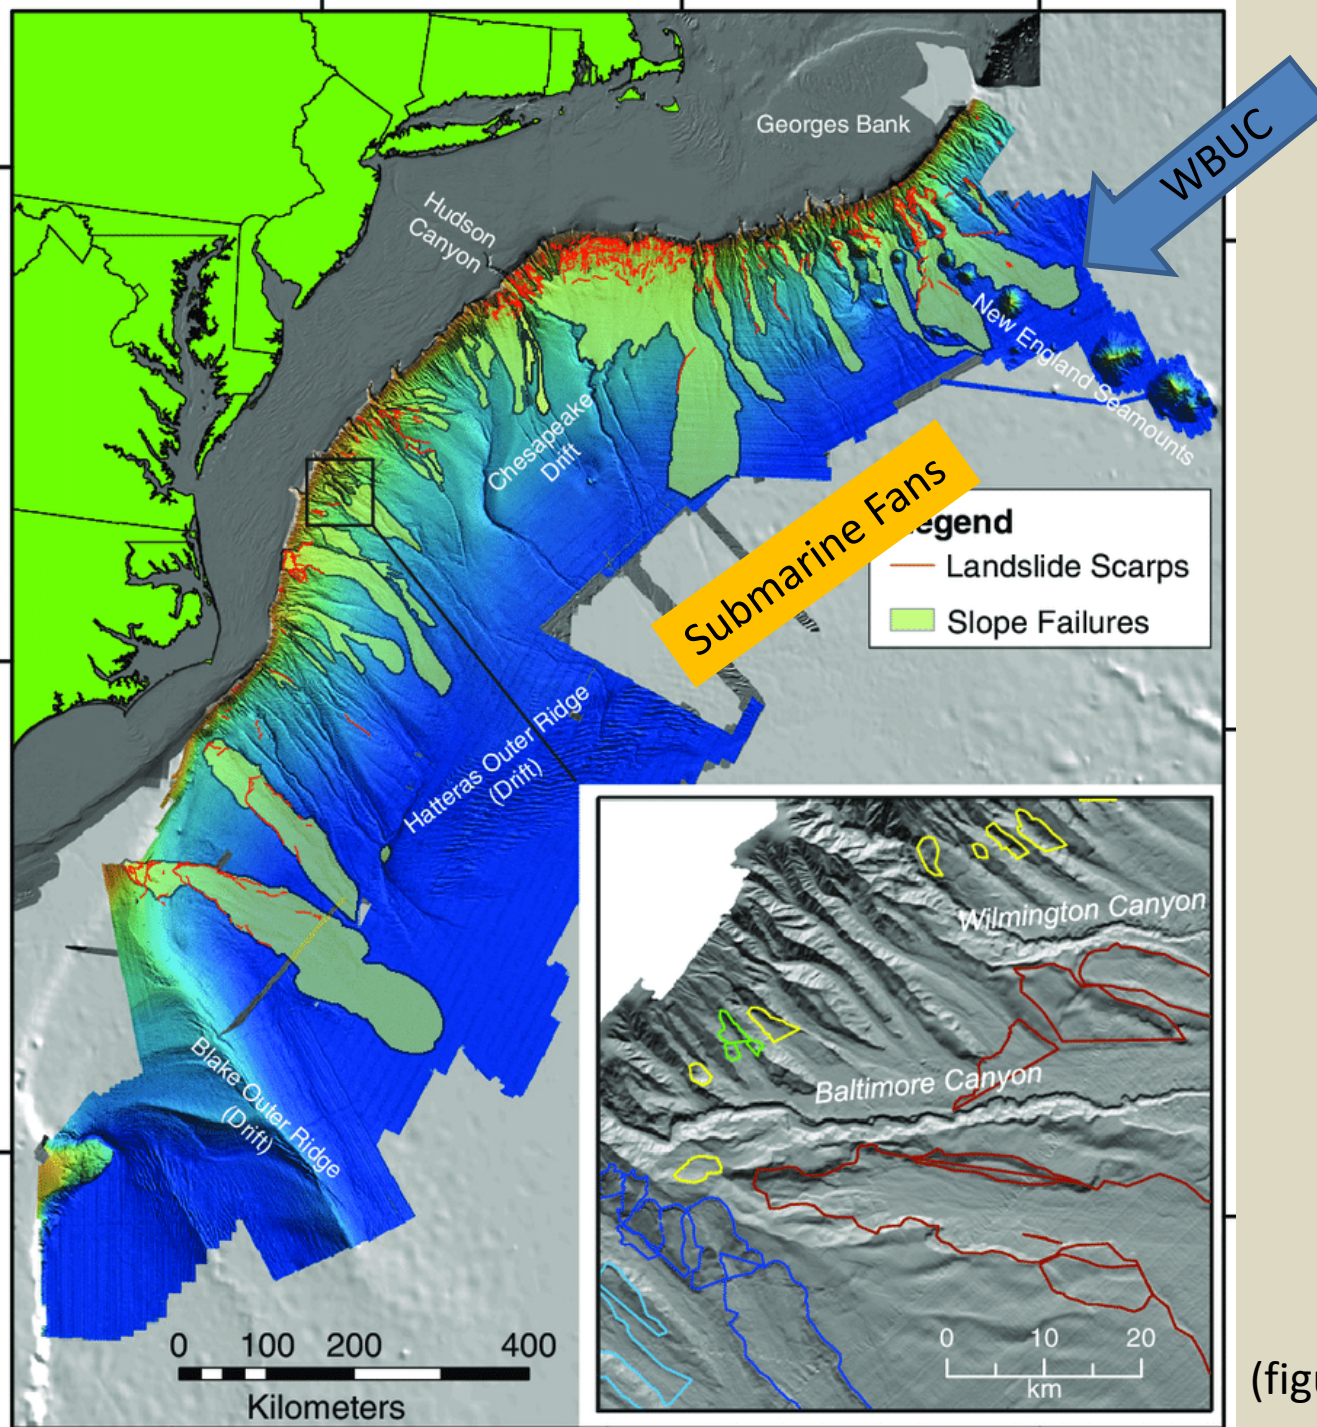 Georges Bank
WBUC
Hudson
Canyon
New England Seamounts
Chesapeake
Drift
Submarine Fans
egend
Landslide Scarps
Slope Failures
Hatteras Outer Ridge
(Drift)
Wilmington Canyon
Baltimore Canyon
Blake Outer Ridge
(Drift)
0 100 200 400
Kilometers
0 10 20
km
(figu